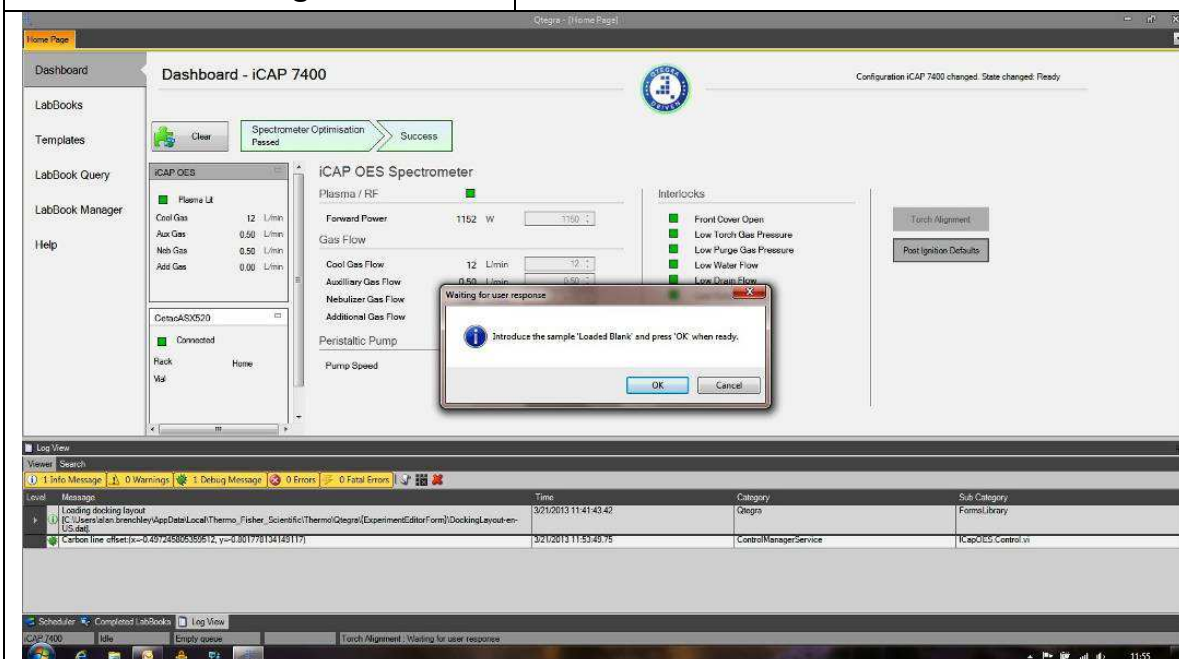 Qtegra - [Home Page]
Home Page
Dashboard
LabBooks
Templates
LabBook Query
LabBook Manager
Help
Dashboard - iCAP 7400
QTEGRA
DRIVEN
Configuration iCAP 7400 changed. State changed: Ready
Clear
Spectrometer Optimisation
Passed
Success
iCAP OES
Plasma Lit
Cool Gas 12 L/min
Aux Gas 0.50 L/min
Neb Gas 0.50 L/min
Add Gas 0.00 L/min
CetacASX520
Connected
Rack Home
Vial
iCAP OES Spectrometer
Plasma / RF
Forward Power 1152 W 1150
Gas Flow
Cool Gas Flow 12 L/min 12
Auxilliary Gas Flow 0.50 L/min 0.50
Nebulizer Gas Flow
Additional Gas Flow
Peristaltic Pump
Pump Speed
Interlocks
Front Cover Open
Low Torch Gas Pressure
Low Purge Gas Pressure
Low Water Flow
Low Drain Flow
Torch Alignment
Post Ignition Defaults
Waiting for user response
Introduce the sample 'Loaded Blank' and press 'OK' when ready.
OK Cancel
Log View
Viewer Search
1 Info Message 0 Warnings 1 Debug Message 0 Errors 0 Fatal Errors
Level Message Time Category Sub Category
Loading docking layout 3/21/2013 11:41:43.42 Qtegra FormsLibrary
[C:\Users\alan.brenchley\AppData\Local\Thermo_Fisher_Scientific\Thermo\Qtegra\[ExperimentEditorForm]\DockingLayout-en-
US.dat].
Carbon line offset:(x=-0.497245805359512, y=-0.801778134149117) 3/21/2013 11:53:49.75 ControlManagerService ICapOES:Control.vi
Scheduler Completed LabBooks Log View
iCAP 7400 Idle Empty queue Torch Alignment : Waiting for user response
11:55